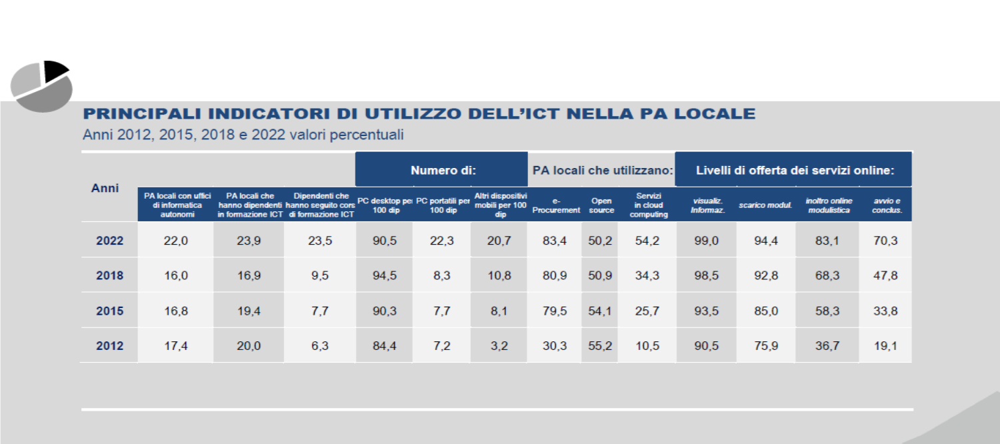 PRINCIPALI INDICATORI DI UTILIZZO DELL'ICT NELLA PA LOCALE
Anni 2012, 2015, 2018 e 2022 valori percentuali
Numero di: PA locali che utilizzano: Livelli di offerta dei servizi online:
Anni
PA locali con uffici di informatica autonomi
PA locali che hanno dipendenti in formazione ICT
Dipendenti che hanno seguito cors di formazione ICT
PC desktop per 100 dip
PC portatili per 100 dip
Altri dispositivi mobili per 100 dip
e-Procurement
Open source
Servizi in cloud computing
visualiz. Informaz.
scarico modul.
inoltro online modulistica
avvio e conclus.
2022 22,0 23,9 23,5 90,5 22,3 20,7 83,4 50,2 54,2 99,0 94,4 83,1 70,3
2018 16,0 16,9 9,5 94,5 8,3 10,8 80,9 50,9 34,3 98,5 92,8 68,3 47,8
2015 16,8 19,4 7,7 90,3 7,7 8,1 79,5 54,1 25,7 93,5 85,0 58,3 33,8
2012 17,4 20,0 6,3 84,4 7,2 3,2 30,3 55,2 10,5 90,5 75,9 36,7 19,1